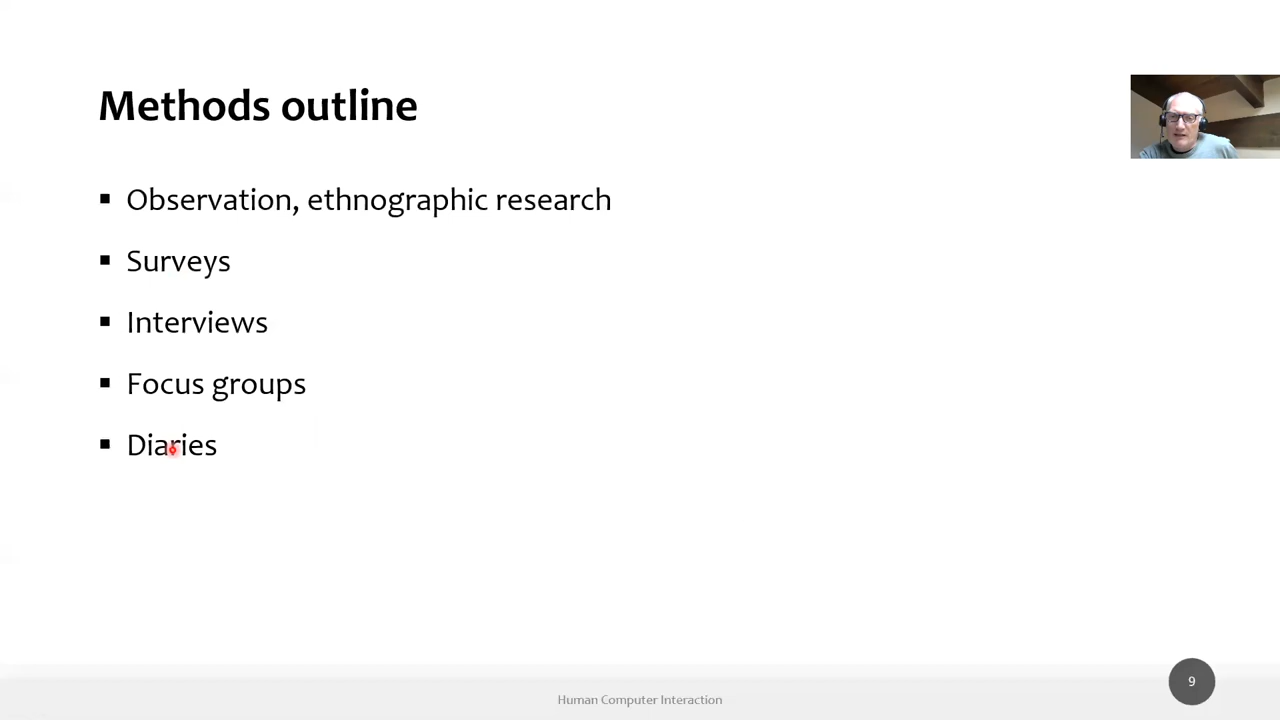 Methods outline
▪ Observation, ethnographic research
▪ Surveys
▪ Interviews
▪ Focus groups
▪ Diaries
Human Computer Interaction
9